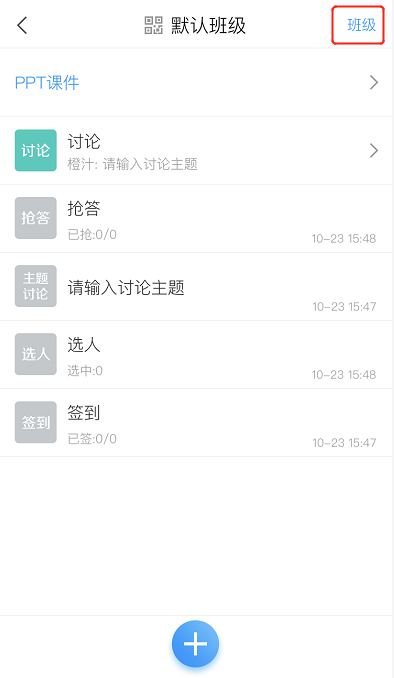 默认班级
班级
PPT课件
讨论
讨论
橙汁: 请输入讨论主题
抢答
抢答
已抢:0/0
10-23 15:48
主题
讨论
请输入讨论主题
10-23 15:47
选人
选人
选中:0
10-23 15:48
签到
签到
已签:0/0
10-23 15:47